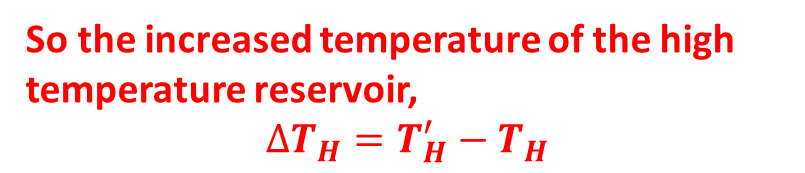 So the increased temperature of the high
temperature reservoir,
ΔT_H = T'_H − T_H